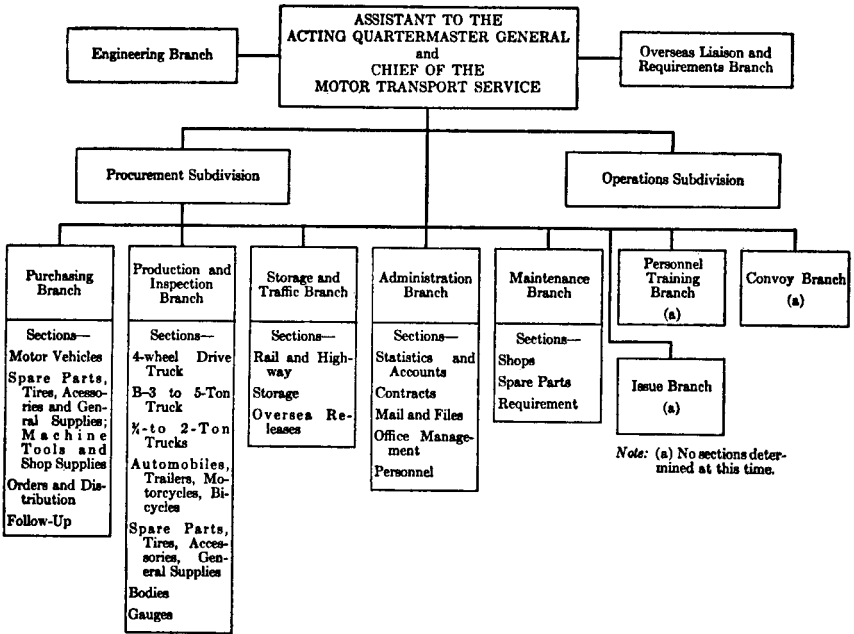 ASSISTANT TO THE
ACTING QUARTERMASTER GENERAL
and
CHIEF OF THE
MOTOR TRANSPORT SERVICE
Engineering Branch
Overseas Liaison and
Requirements Branch
Procurement Subdivision
Operations Subdivision
Purchasing
Branch
Sections—
Motor Vehicles
Spare Parts,
Tires, Acesso-
ries and Gen-
eral Supplies;
Machine
Tools and
Shop Supplies
Orders and Dis-
tribution
Follow-Up
Production and
Inspection
Branch
Sections—
4-wheel Drive
Truck
B-3 to 5-Ton
Truck
¾-to 2-Ton
Trucks
Automobiles,
Trailers, Mo-
torcycles, Bi-
cycles
Spare Parts,
Tires, Acces-
sories, Gen-
eral Supplies
Bodies
Gauges
Storage and
Traffic Branch
Sections—
Rail and High-
way
Storage
Oversea Re-
leases
Administration
Branch
Sections—
Statistics and
Accounts
Contracts
Mail and Files
Office Manage-
ment
Personnel
Maintenance
Branch
Sections—
Shops
Spare Parts
Requirement
Personnel
Training
Branch
(a)
Convoy Branch
(a)
Issue Branch
(a)
Note: (a) No sections deter-
mined at this time.